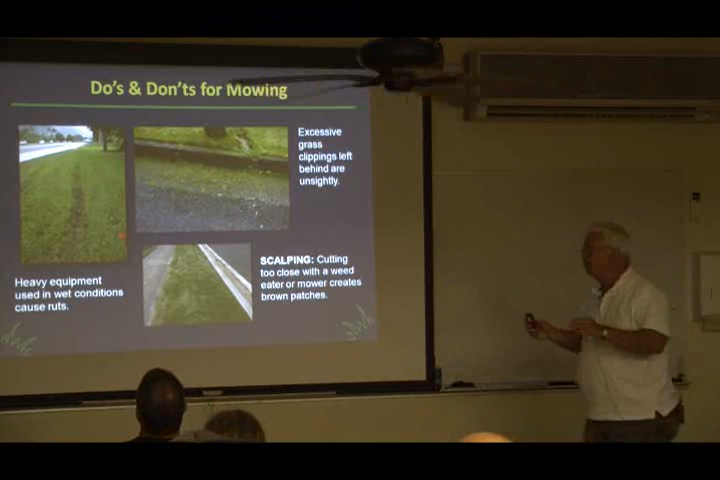 Do's & Don'ts for Mowing
Excessive
grass
clippings left
behind are
unsightly.
Heavy equipment
used in wet conditions
cause ruts.
SCALPING: Cutting
too close with a weed
eater or mower creates
brown patches.